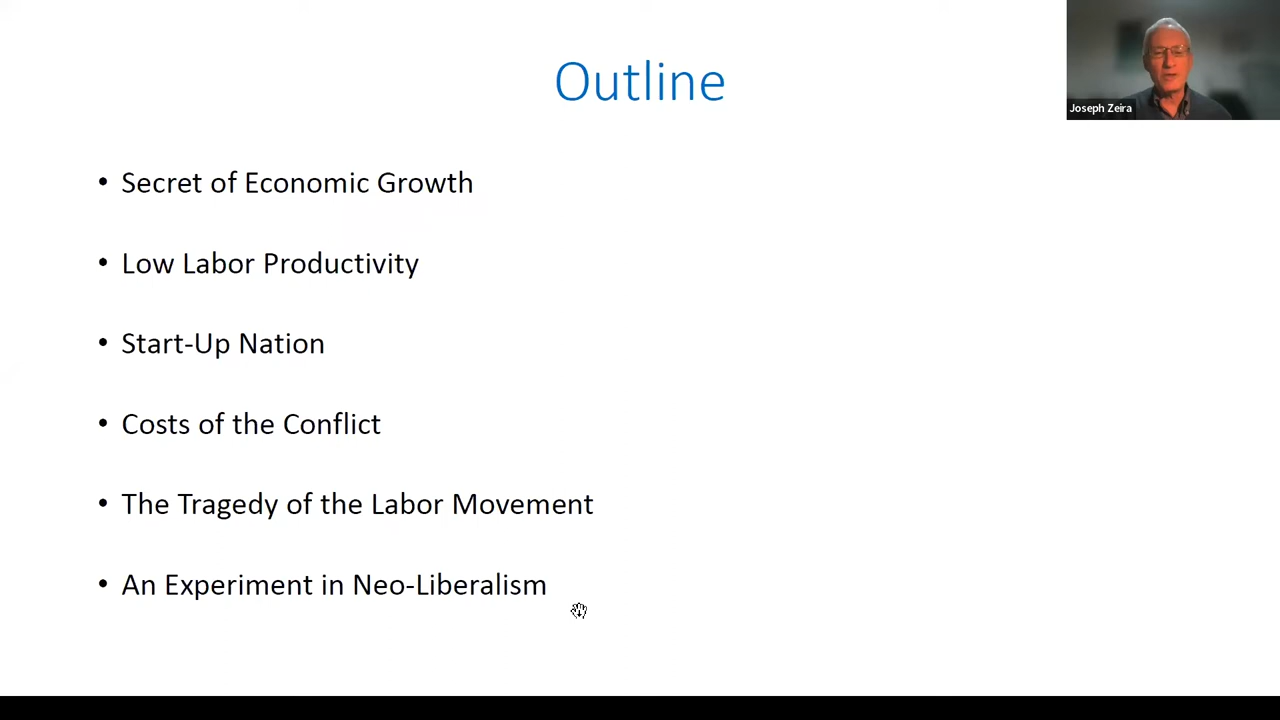 Outline
Joseph Zeira
• Secret of Economic Growth
• Low Labor Productivity
• Start-Up Nation
• Costs of the Conflict
• The Tragedy of the Labor Movement
• An Experiment in Neo-Liberalism